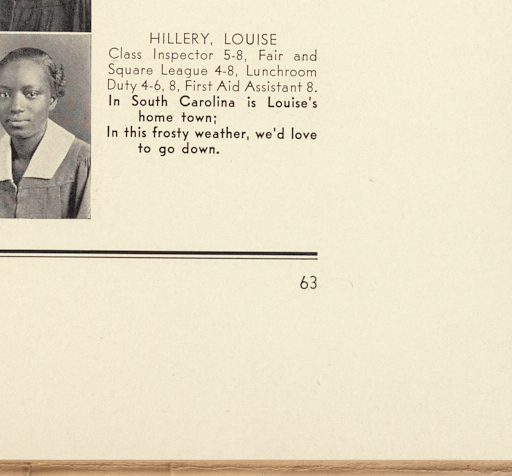 HILLERY, LOUISE
Class Inspector 5-8, Fair and
Square League 4-8, Lunchroom
Duty 4-6, 8, First Aid Assistant 8.
In South Carolina is Louise's
home town;
In this frosty weather, we'd love
to go down.
63